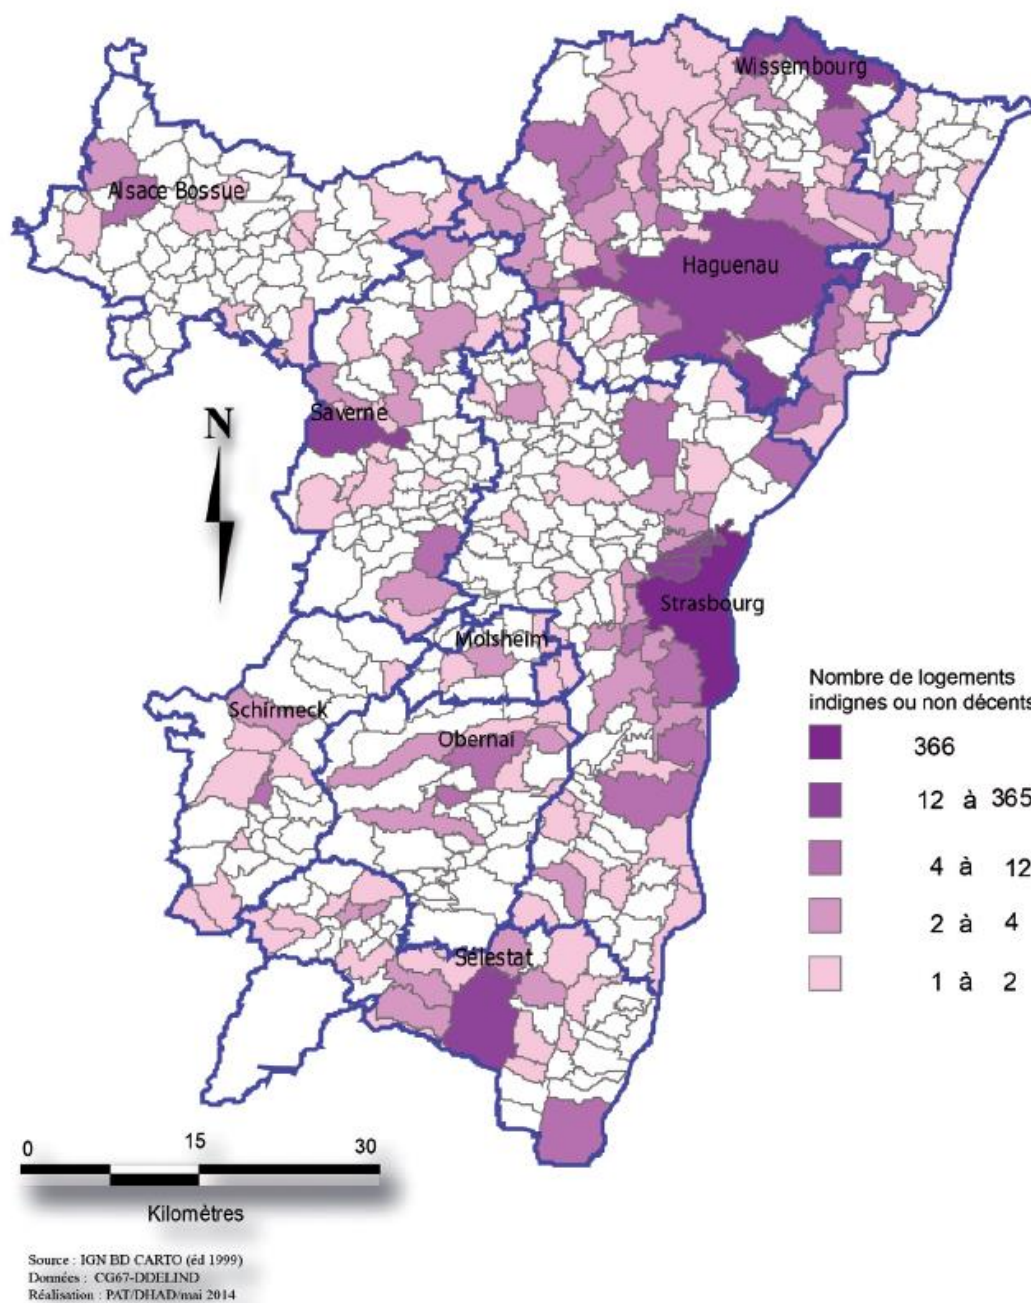 Wissembourg
Alsace Bossue
Haguenau
Saverne
N
Strasbourg
Molsheim
Schirmeck
Obernai
Sélestat
Nombre de logements
indignes ou non décents
366
12 à 365
4 à 12
2 à 4
1 à 2
0 15 30
Kilomètres
Source : IGN BD CARTO (éd 1999)
Données : CG67-DDELIND
Réalisation : PAT/DHAD/mai 2014